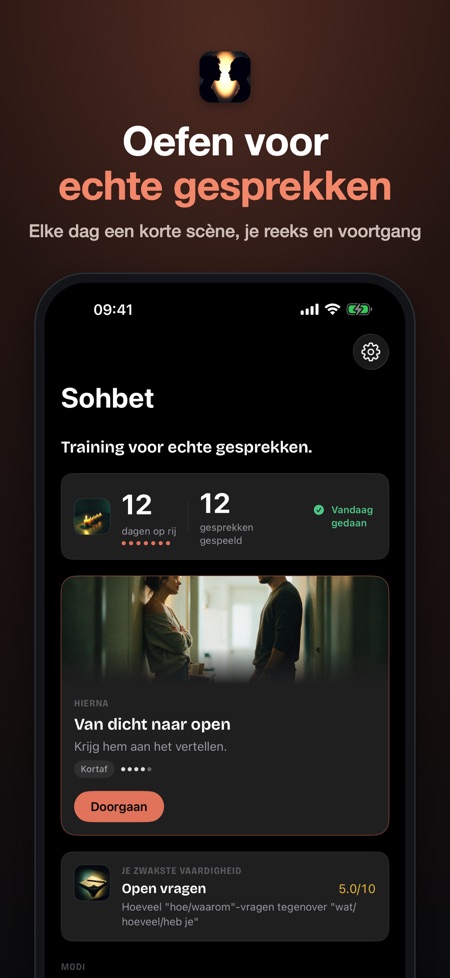 Oefen voor
echte gesprekken
Elke dag een korte scène, je reeks en voortgang
09:41
Sohbet
Training voor echte gesprekken.
12
dagen op rij
12
gesprekken
gespeeld
Vandaag
gedaan
HIERNA
Van dicht naar open
Krijg hem aan het vertellen.
Kortaf
Doorgaan
JE ZWAKSTE VAARDIGHEID
Open vragen
5.0/10
Hoeveel "hoe/waarom"-vragen tegenover "wat/
hoeveel/heb je"
MODI